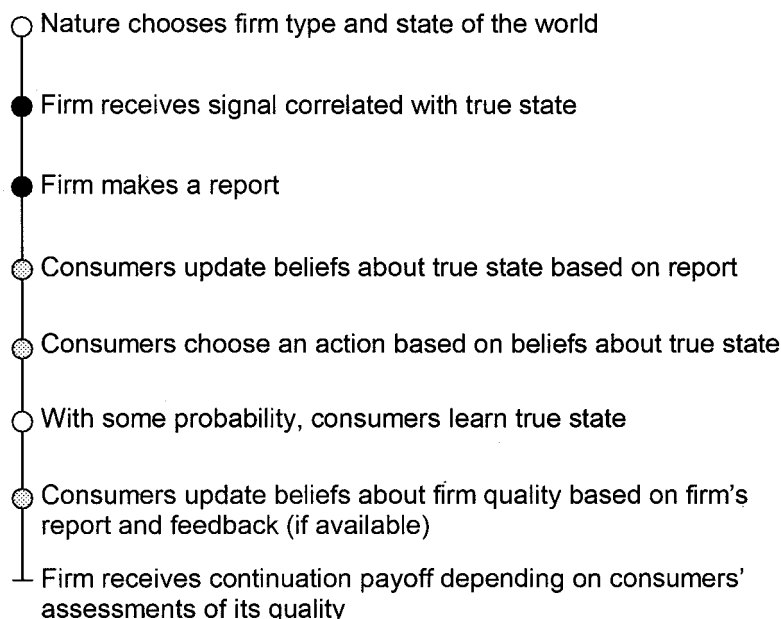 Nature chooses firm type and state of the world
Firm receives signal correlated with true state
Firm makes a report
Consumers update beliefs about true state based on report
Consumers choose an action based on beliefs about true state
With some probability, consumers learn true state
Consumers update beliefs about firm quality based on firm's
report and feedback (if available)
Firm receives continuation payoff depending on consumers'
assessments of its quality